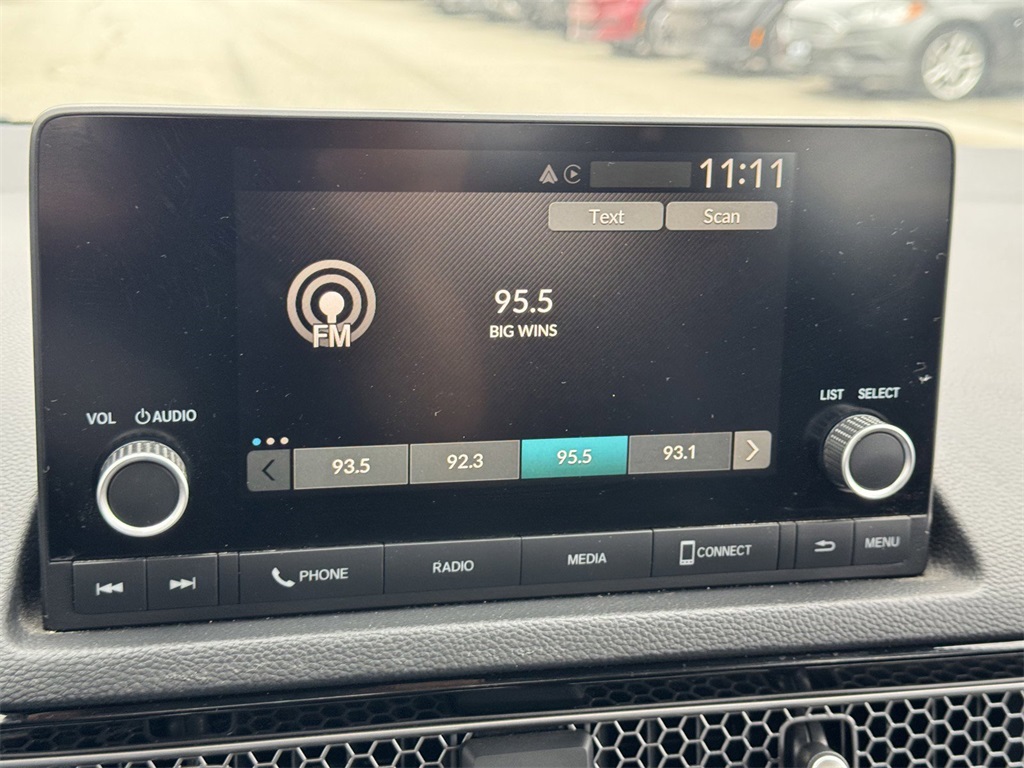 11:11
Text Scan
FM
95.5
BIG WINS
VOL AUDIO
LIST SELECT
93.5 92.3 95.5 93.1
PHONE RADIO MEDIA CONNECT MENU